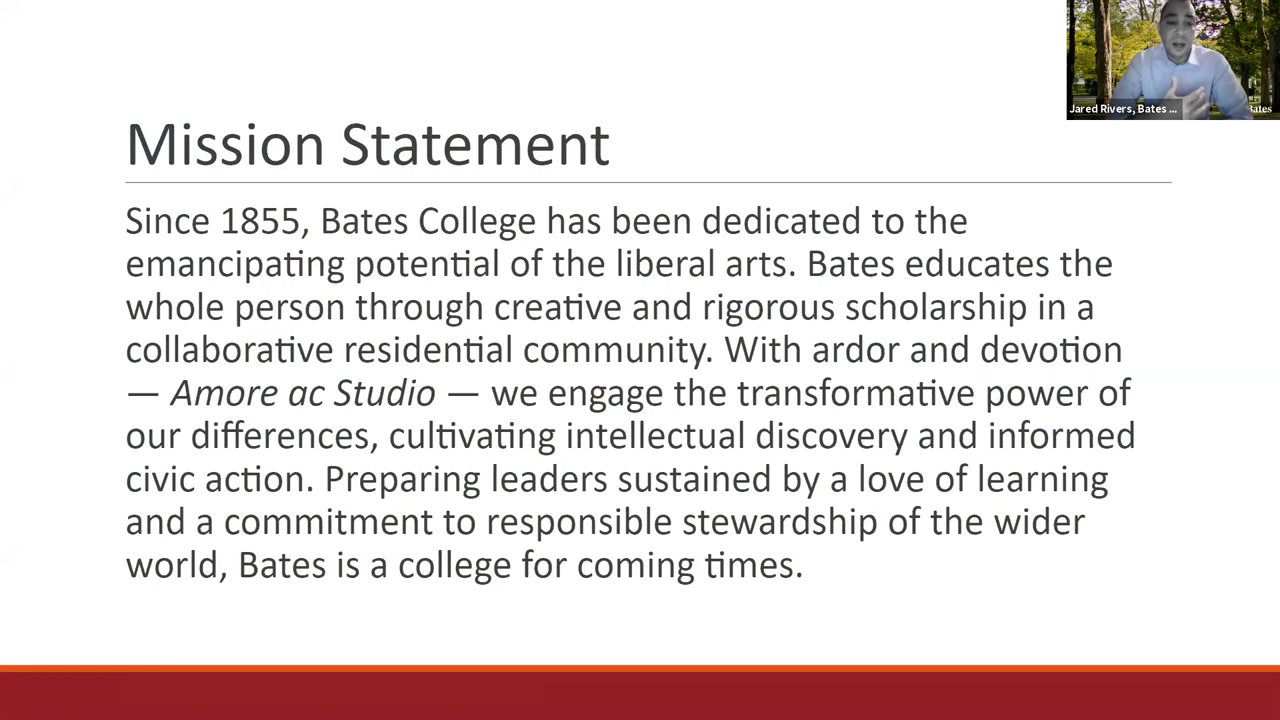 Jared Rivers, Bates ...
Bates
Mission Statement
Since 1855, Bates College has been dedicated to the
emancipating potential of the liberal arts. Bates educates the
whole person through creative and rigorous scholarship in a
collaborative residential community. With ardor and devotion
— Amore ac Studio — we engage the transformative power of
our differences, cultivating intellectual discovery and informed
civic action. Preparing leaders sustained by a love of learning
and a commitment to responsible stewardship of the wider
world, Bates is a college for coming times.